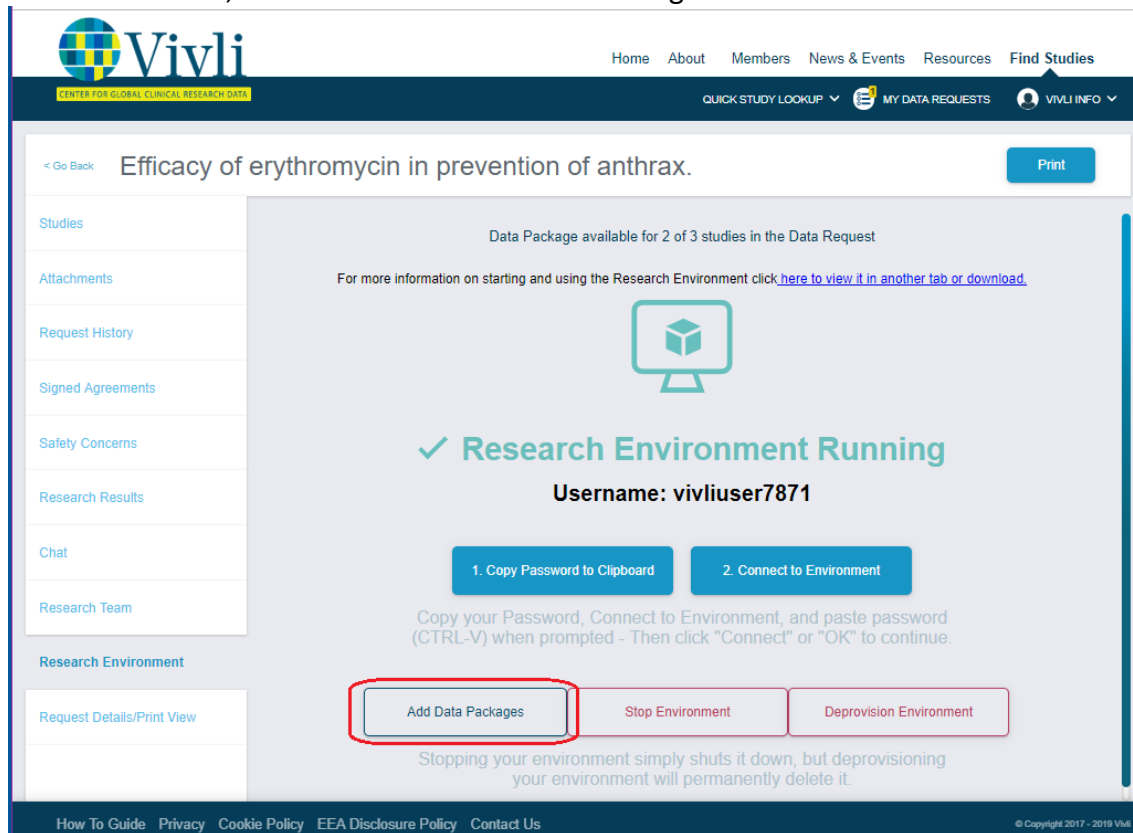 Vivli
CENTER FOR GLOBAL CLINICAL RESEARCH DATA
Home About Members News & Events Resources Find Studies
QUICK STUDY LOOKUP 1 MY DATA REQUESTS VIVLI INFO
< Go Back Efficacy of erythromycin in prevention of anthrax. Print
Studies
Attachments
Request History
Signed Agreements
Safety Concerns
Research Results
Chat
Research Team
Research Environment
Request Details/Print View
Data Package available for 2 of 3 studies in the Data Request
For more information on starting and using the Research Environment click here to view it in another tab or download.
Research Environment Running
Username: vivliuser7871
1. Copy Password to Clipboard 2. Connect to Environment
Copy your Password, Connect to Environment, and paste password
(CTRL-V) when prompted - Then click "Connect" or "OK" to continue.
Add Data Packages Stop Environment Deprovision Environment
Stopping your environment simply shuts it down, but deprovisioning
your environment will permanently delete it.
How To Guide Privacy Cookie Policy EEA Disclosure Policy Contact Us © Copyright 2017 - 2019 Vivli